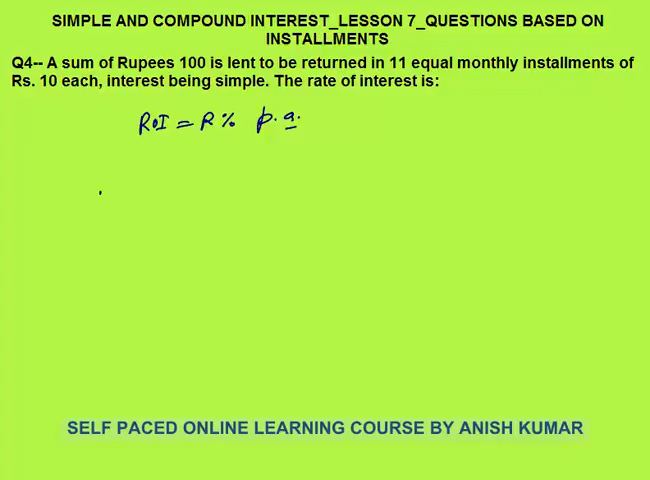 SIMPLE AND COMPOUND INTEREST_LESSON 7_QUESTIONS BASED ON
INSTALLMENTS
Q4-- A sum of Rupees 100 is lent to be returned in 11 equal monthly installments of
Rs. 10 each, interest being simple. The rate of interest is:
ROI = R % p.a.
SELF PACED ONLINE LEARNING COURSE BY ANISH KUMAR